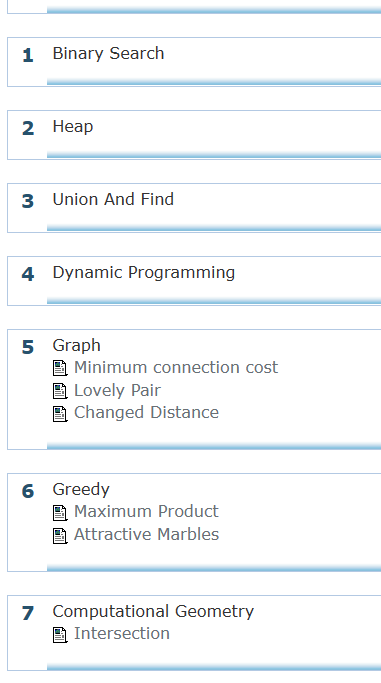 1 Binary Search
2 Heap
3 Union And Find
4 Dynamic Programming
5 Graph
Minimum connection cost
Lovely Pair
Changed Distance
6 Greedy
Maximum Product
Attractive Marbles
7 Computational Geometry
Intersection